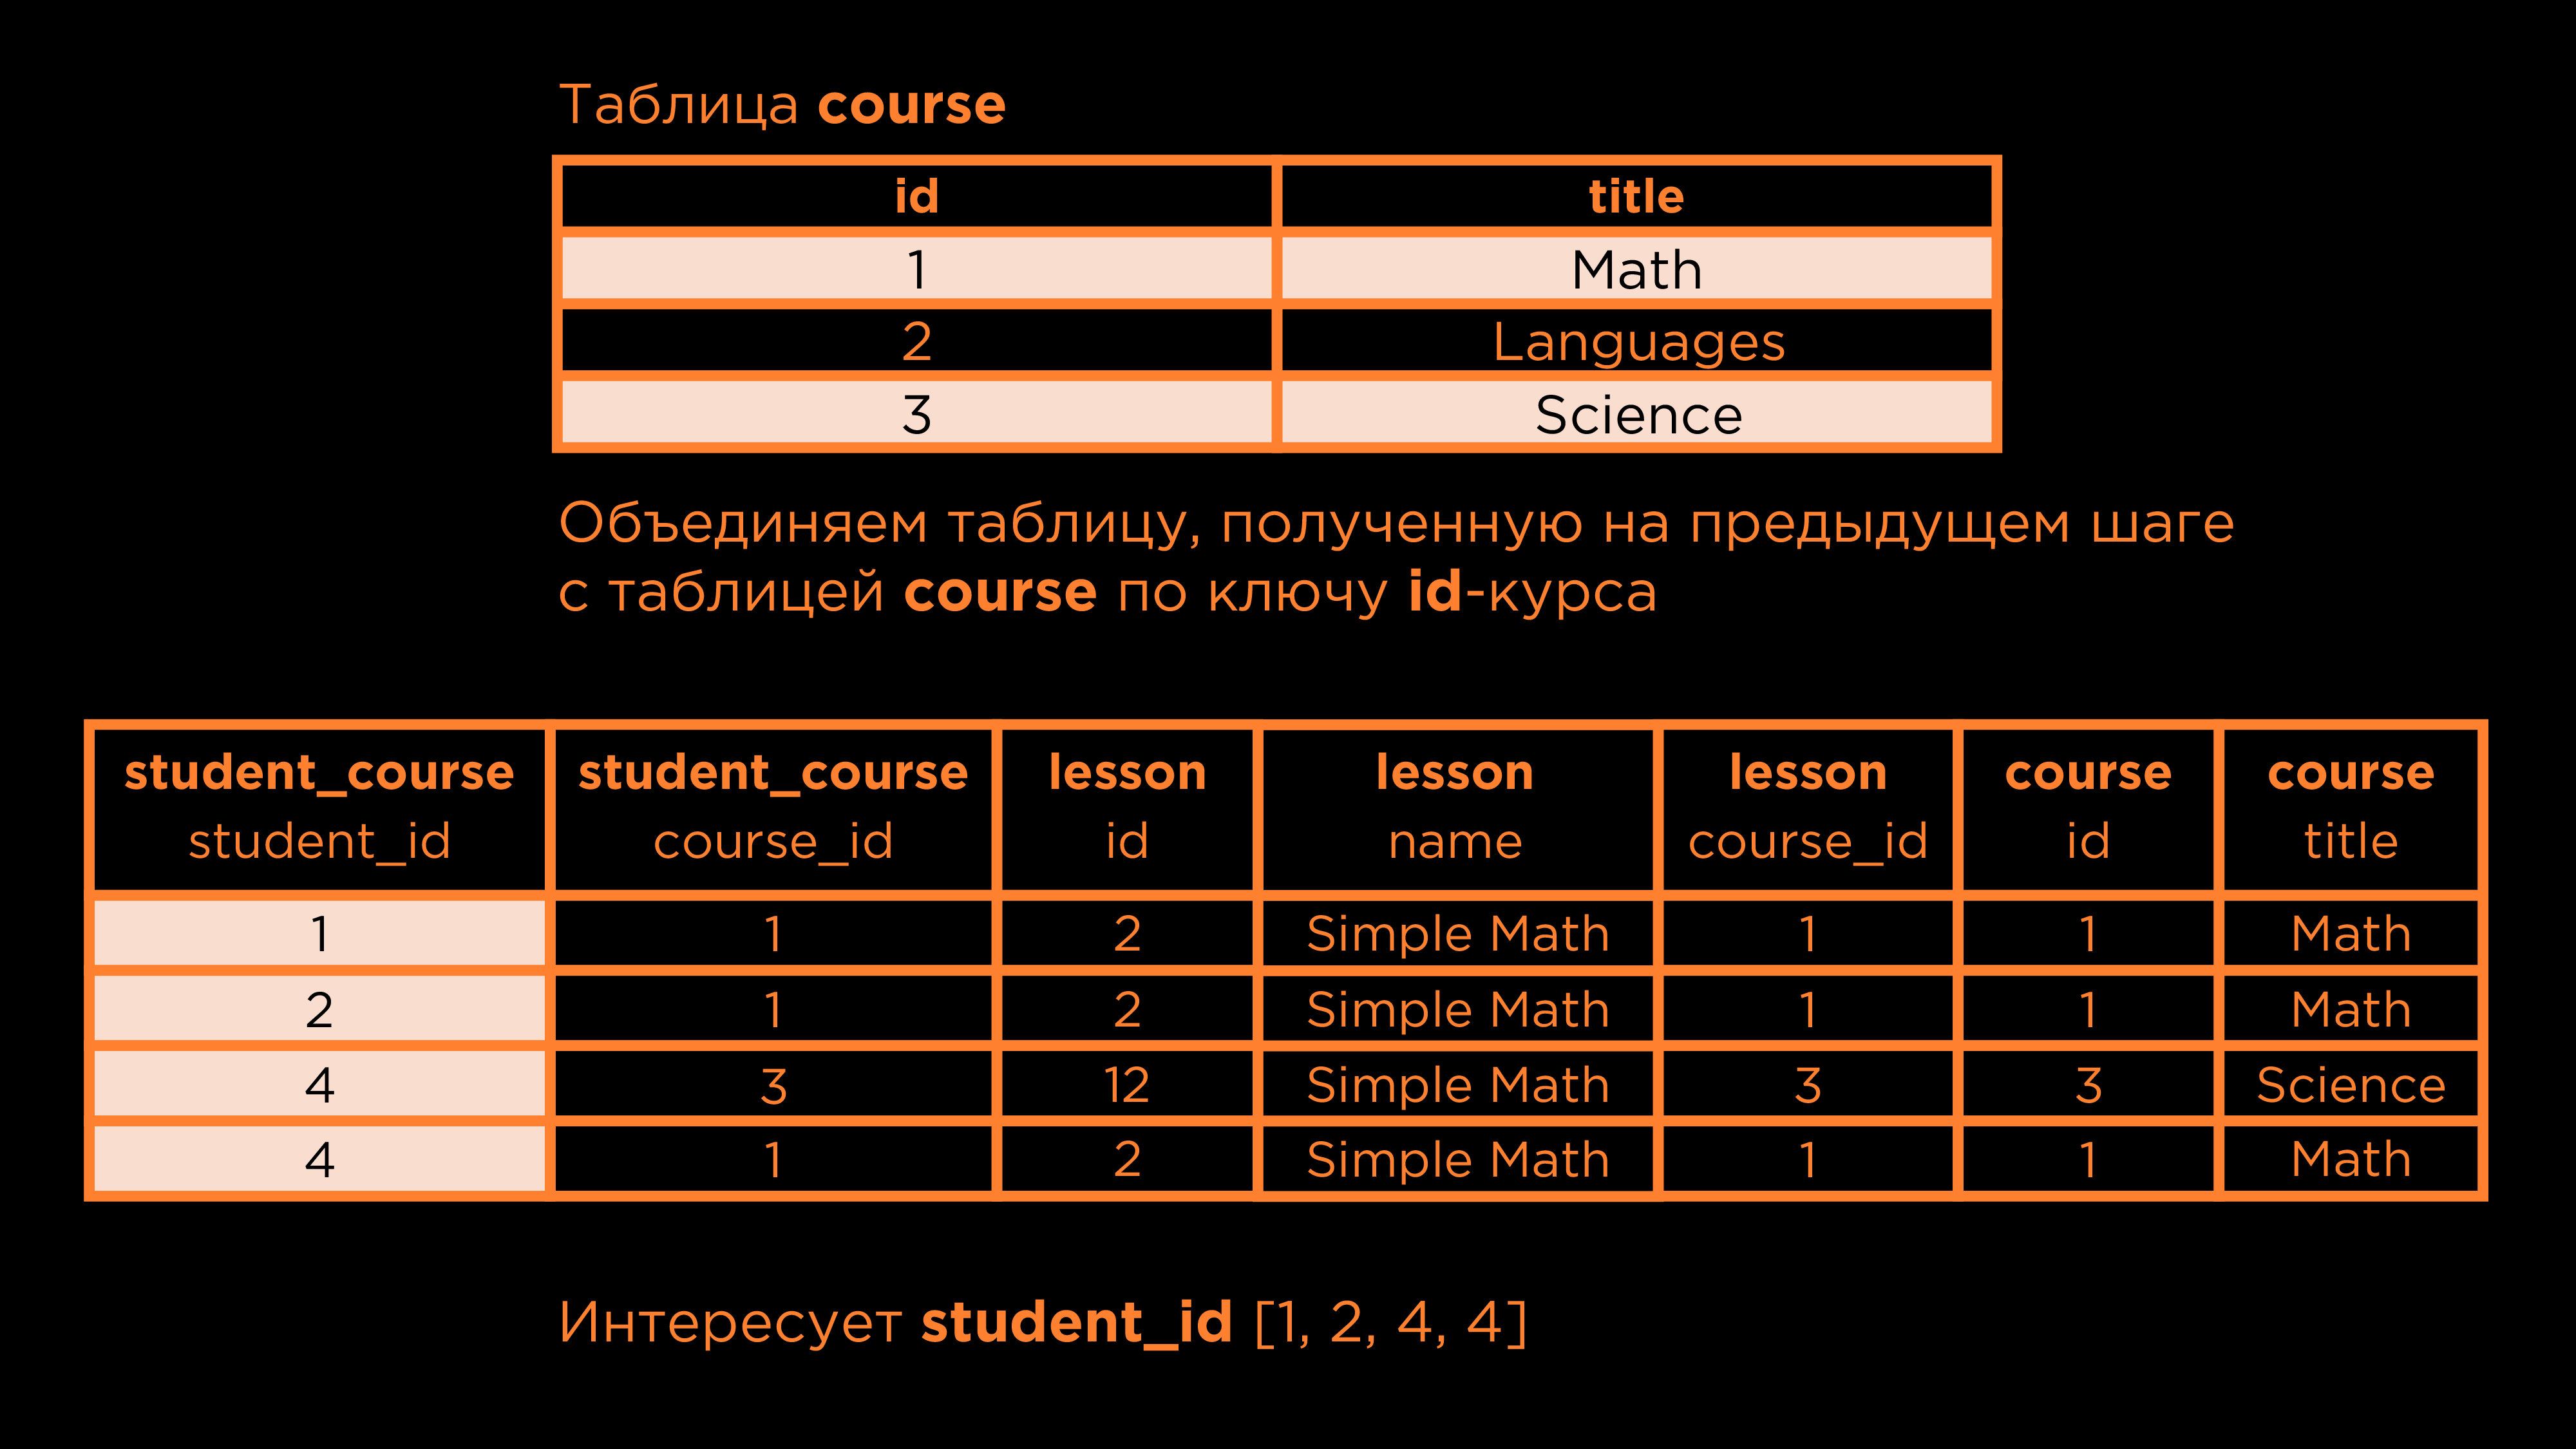 Таблица course
id title
1 Math
2 Languages
3 Science
Объединяем таблицу, полученную на предыдущем шаге
с таблицей course по ключу id-курса
student_course student_course lesson lesson lesson course course
student_id course_id id name course_id id title
1 1 2 Simple Math 1 1 Math
2 1 2 Simple Math 1 1 Math
4 3 12 Simple Math 3 3 Science
4 1 2 Simple Math 1 1 Math
Интересует student_id [1, 2, 4, 4]